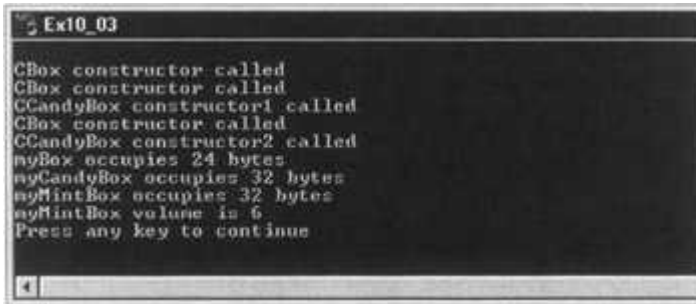 Ex10_03
CBox constructor called
CBox constructor called
CCandyBox constructor1 called
CBox constructor called
CCandyBox constructor2 called
myBox occupies 24 bytes
myCandyBox occupies 32 bytes
myMintBox occupies 32 bytes
myMintBox volume is 6
Press any key to continue